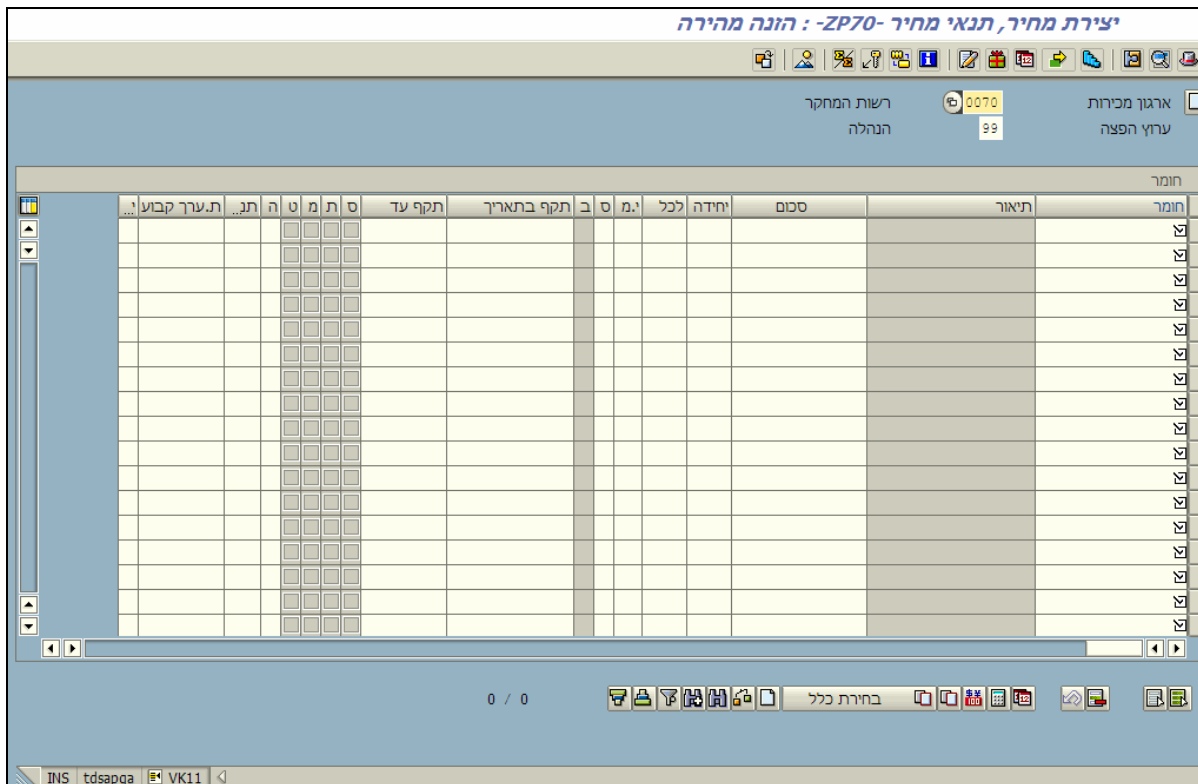 יצירת מחיר, תנאי מחיר -ZP70- : הזנה מהירה
ארגון מכירות 0070 רשות המחקר
ערוץ הפצה 99 הנהלה
חומר
חומר תיאור סכום יחידה לכל י.מ ס ב תקף בתאריך תקף עד ס ת מ ט ה תנ... ת.ערך קבוע י...
בחירת כלל 0 / 0
VK11 tdsapqa INS